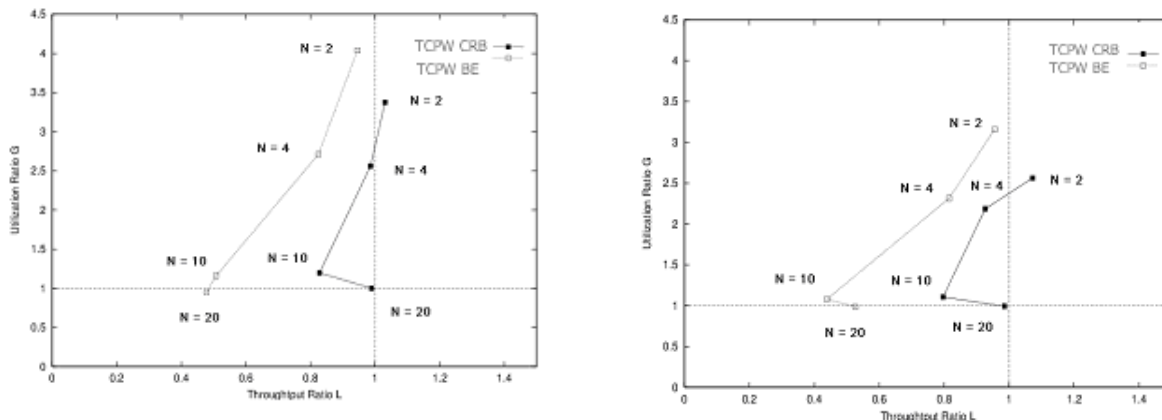 4.5
4
3.5
3
2.5
2
1.5
1
0.5
0
Utilization Ratio G
N = 2
TCPW CRB
TCPW BE
N = 2
N = 4
N = 4
N = 10
N = 10
N = 20
N = 20
0 0.2 0.4 0.6 0.8 1 1.2 1.4
Throughtput Ratio L
4.5
4
3.5
3
2.5
2
1.5
1
0.5
0
Utilization Ratio G
TCPW CRB
TCPW BE
N = 2
N = 4
N = 4
N = 2
N = 10
N = 10
N = 20
N = 20
0 0.2 0.4 0.6 0.8 1 1.2 1.4
Throughtput Ratio L